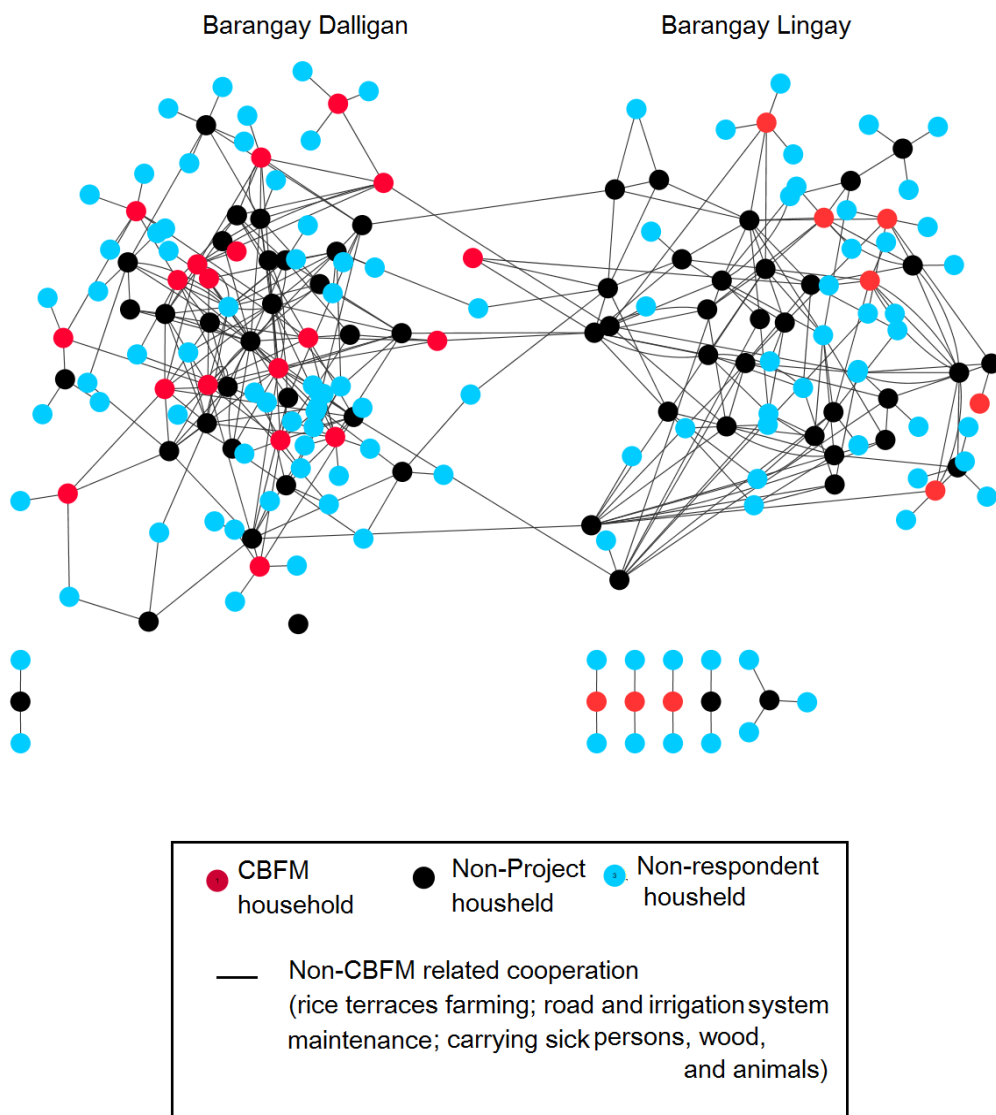 Barangay Dalligan
Barangay Lingay
CBFM
household
Non-Project
housheld
Non-respondent
housheld
Non-CBFM related cooperation
(rice terraces farming; road and irrigation system
maintenance; carrying sick persons, wood,
and animals)